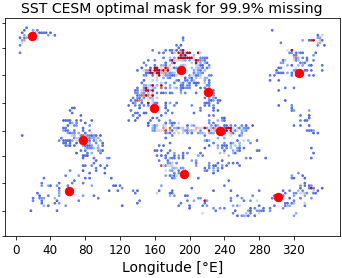 SST CESM optimal mask for 99.9% missing
0 40 80 120 160 200 240 280 320
Longitude [°E]